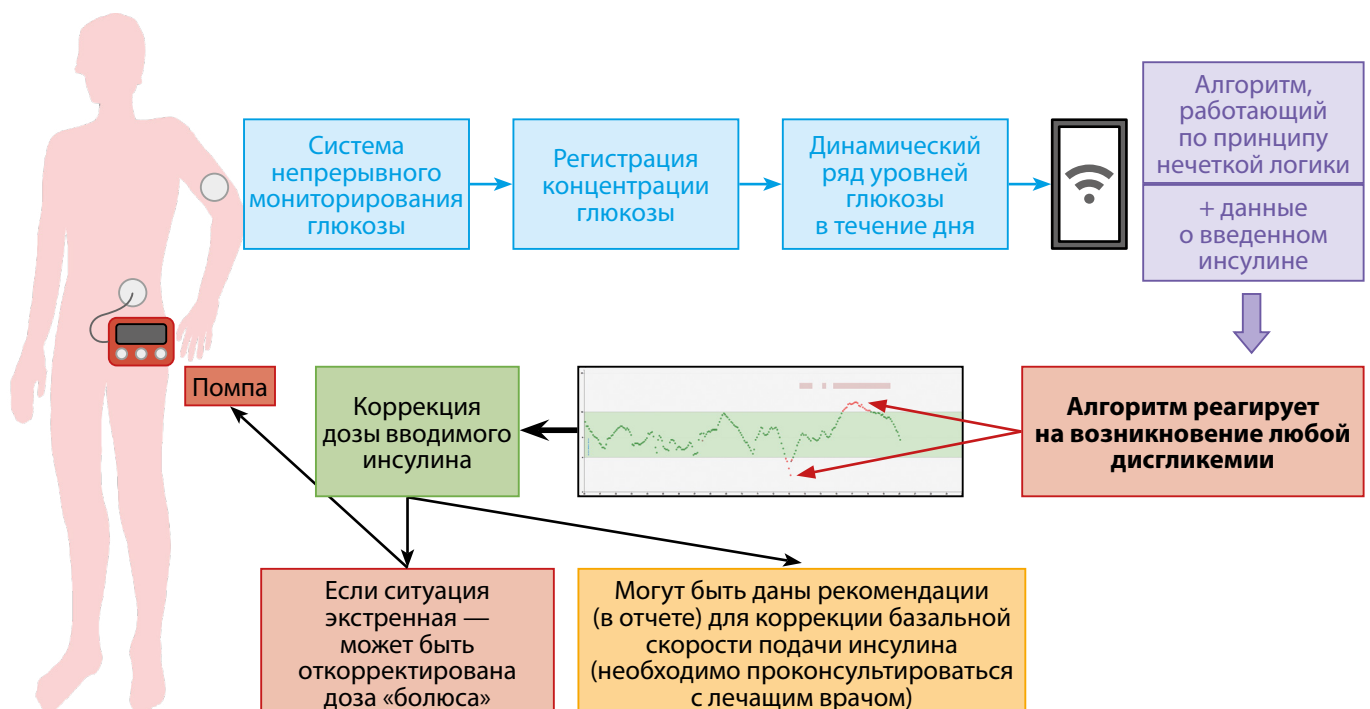 Система
непрерывного
мониторирования
глюкозы
Регистрация
концентрации
глюкозы
Динамический
ряд уровней
глюкозы
в течение дня
Алгоритм,
работающий
по принципу
нечеткой логики
+ данные
о введенном
инсулине
Помпа
Коррекция
дозы вводимого
инсулина
Алгоритм реагирует
на возникновение любой
дисгликемии
Если ситуация
экстренная —
может быть
откорректирована
доза «болюса»
Могут быть даны рекомендации
(в отчете) для коррекции базальной
скорости подачи инсулина
(необходимо проконсультироваться
с лечащим врачом)